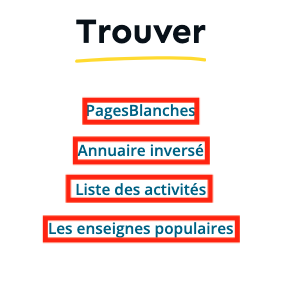 Trouver
PagesBlanches
Annuaire inversé
Liste des activités
Les enseignes populaires